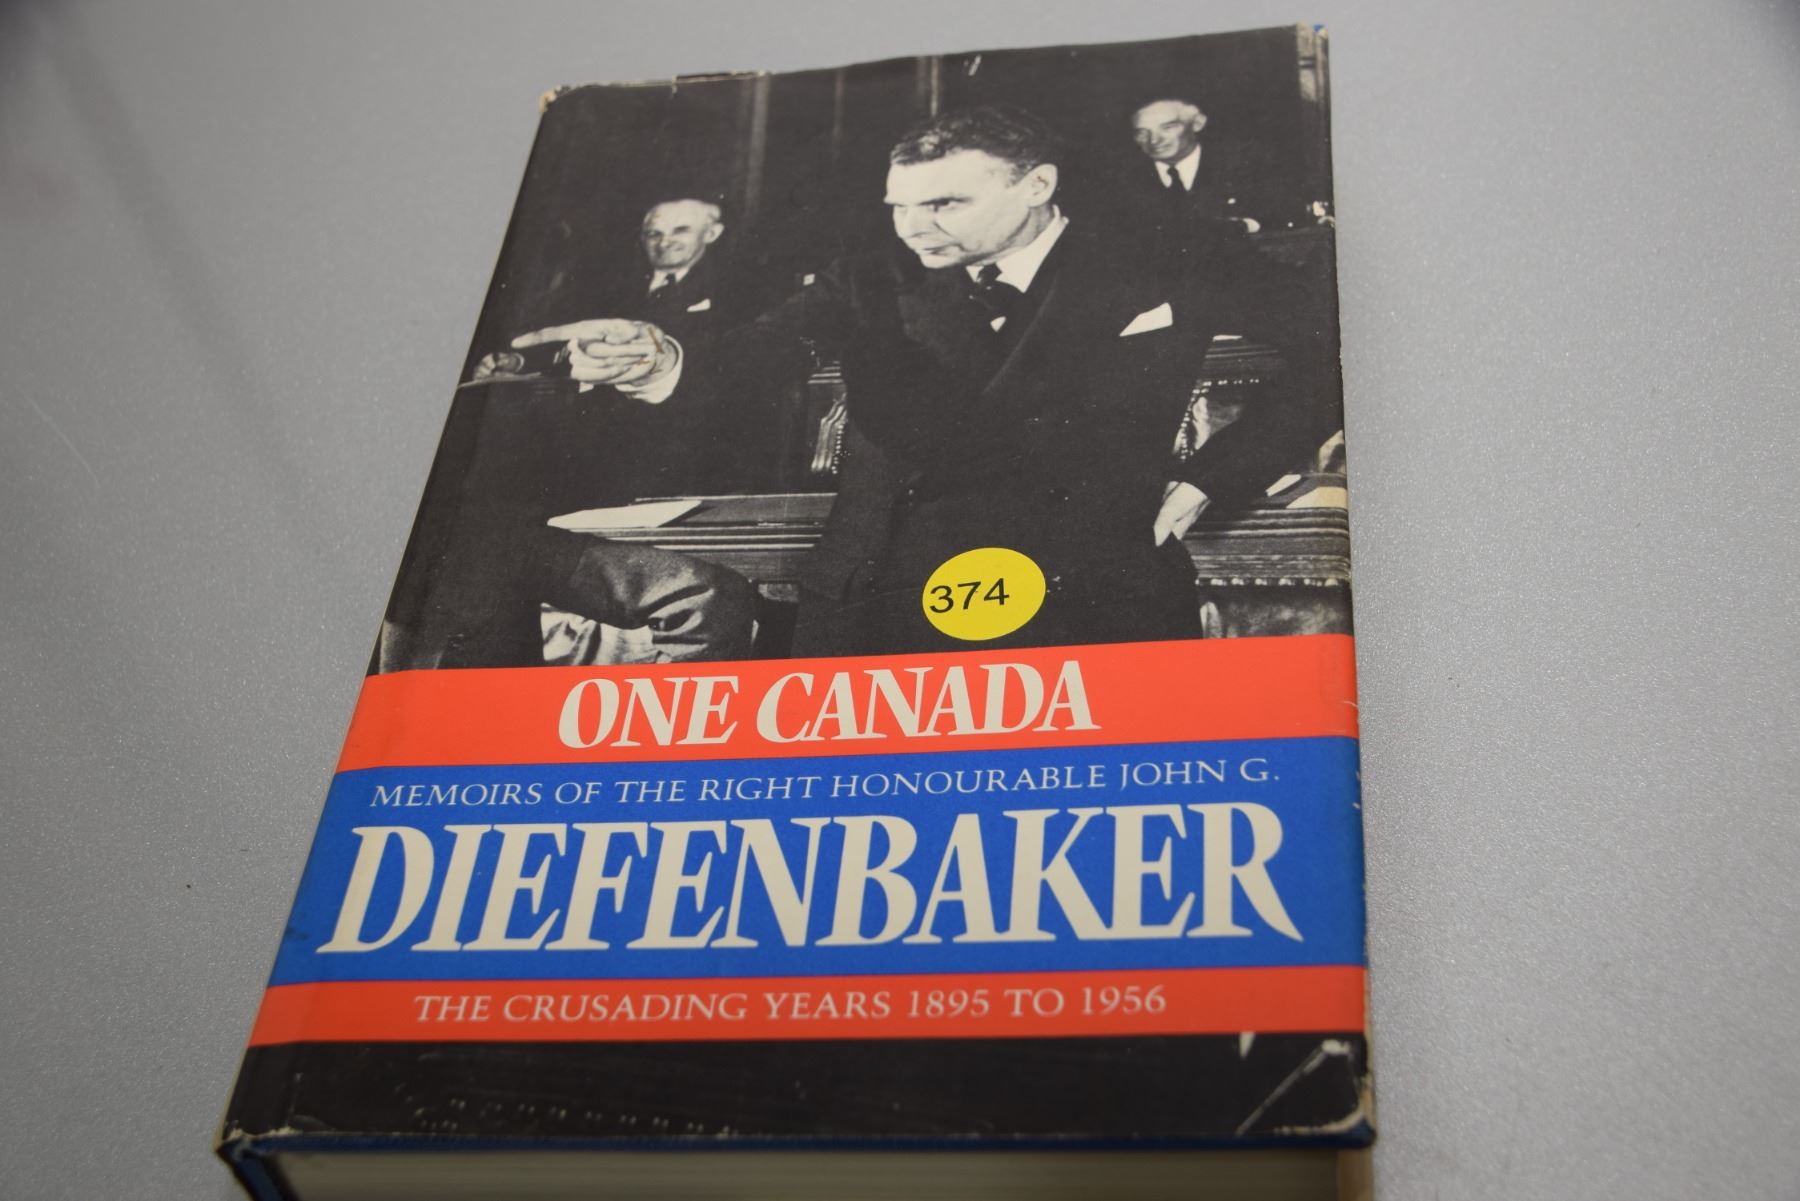 374
ONE CANADA
MEMOIRS OF THE RIGHT HONOURABLE JOHN G.
DIEFENBAKER
THE CRUSADING YEARS 1895 TO 1956